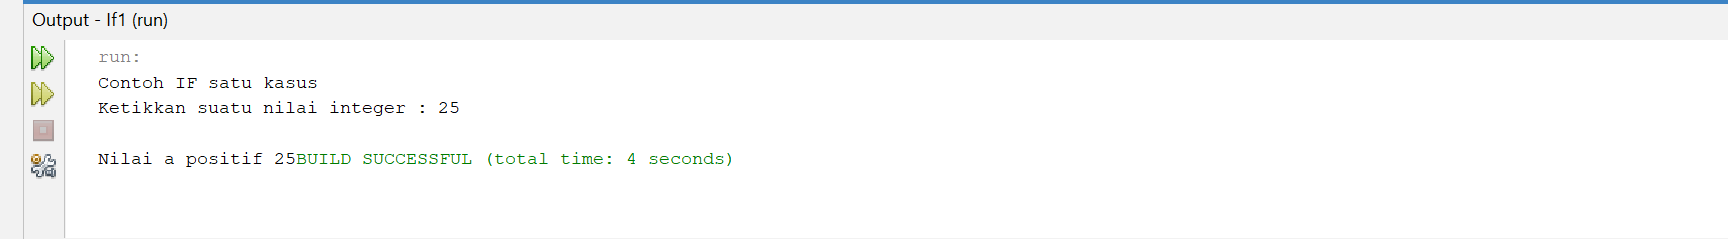 Output - If1 (run)
run:
Contoh IF satu kasus
Ketikkan suatu nilai integer : 25
Nilai a positif 25BUILD SUCCESSFUL (total time: 4 seconds)